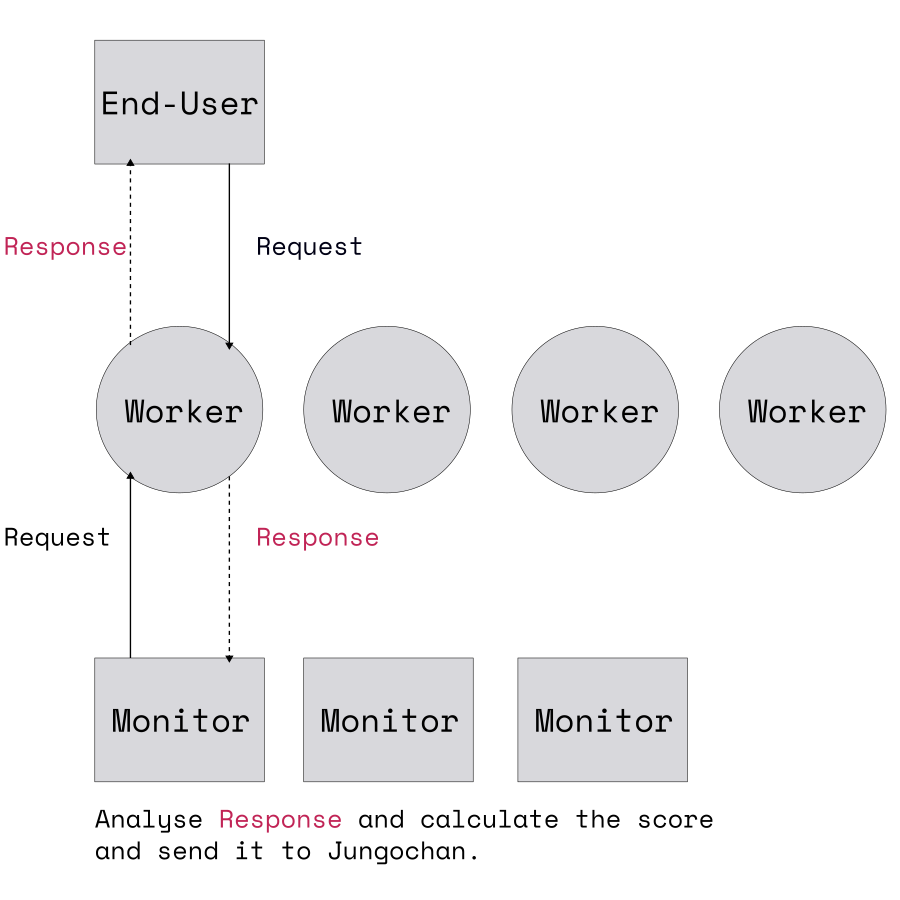 End-User
Response
Request
Worker
Worker
Worker
Worker
Request
Response
Monitor
Monitor
Monitor
Analyse Response and calculate the score
and send it to Jungochan.